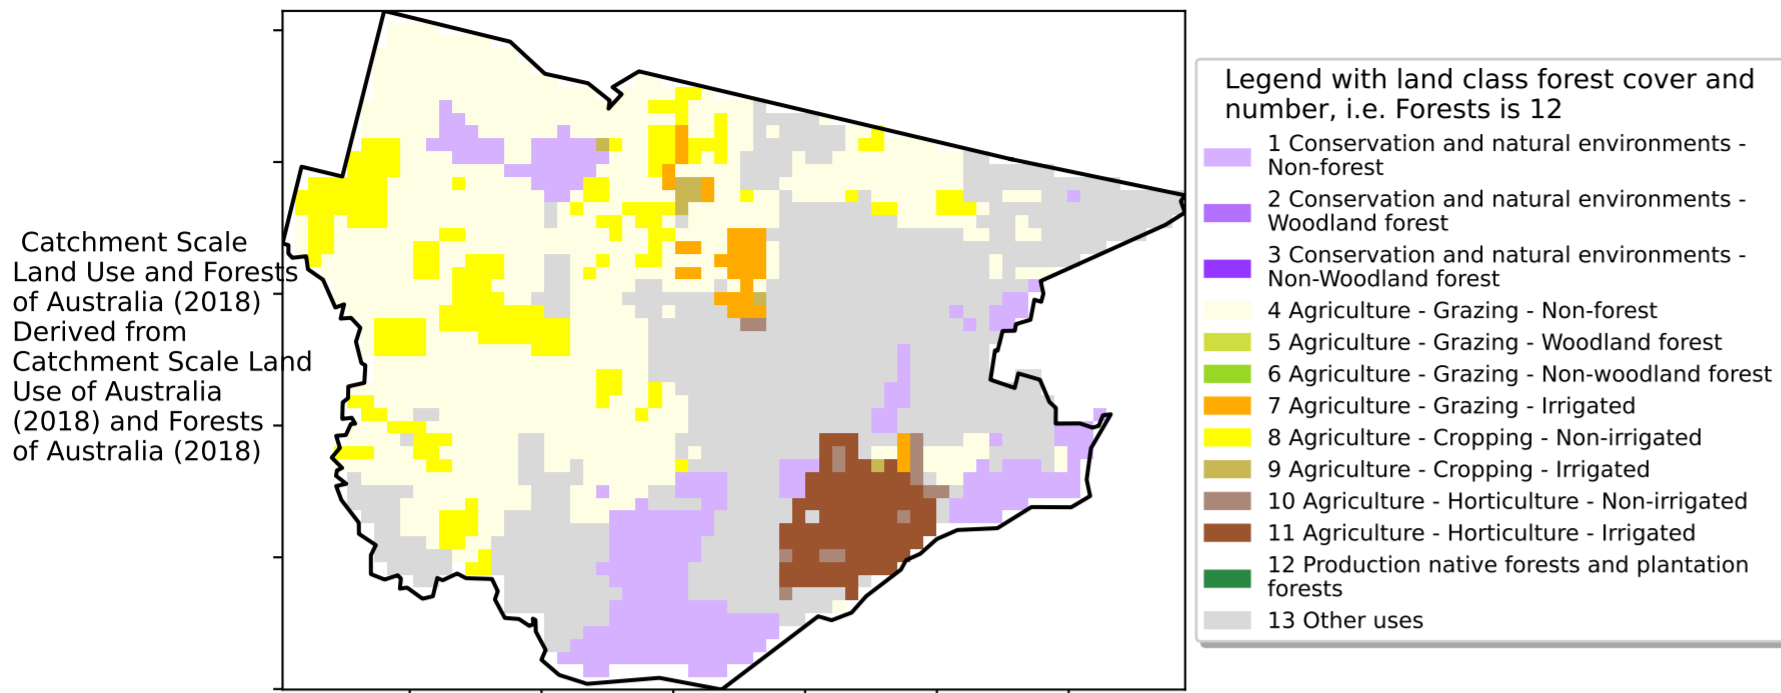 Catchment Scale
Land Use and Forests
of Australia (2018)
Derived from
Catchment Scale Land
Use of Australia
(2018) and Forests
of Australia (2018)
Legend with land class forest cover and
number, i.e. Forests is 12
1 Conservation and natural environments -
Non-forest
2 Conservation and natural environments -
Woodland forest
3 Conservation and natural environments -
Non-Woodland forest
4 Agriculture - Grazing - Non-forest
5 Agriculture - Grazing - Woodland forest
6 Agriculture - Grazing - Non-woodland forest
7 Agriculture - Grazing - Irrigated
8 Agriculture - Cropping - Non-irrigated
9 Agriculture - Cropping - Irrigated
10 Agriculture - Horticulture - Non-irrigated
11 Agriculture - Horticulture - Irrigated
12 Production native forests and plantation
forests
13 Other uses